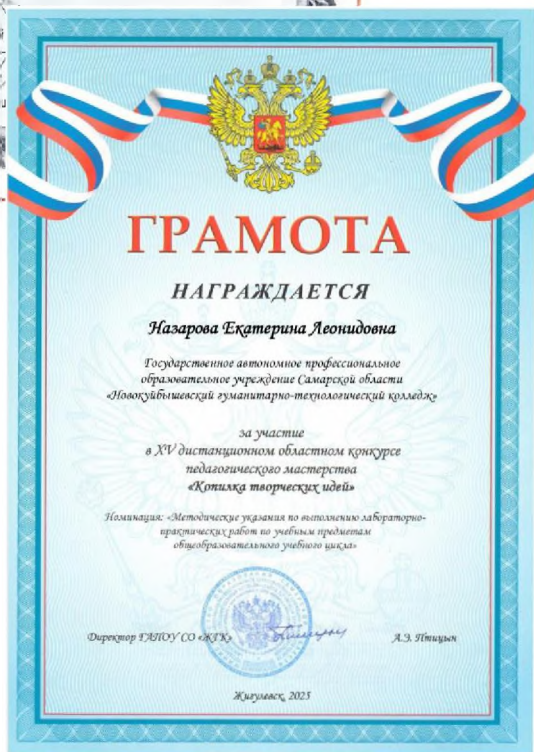 ГРАМОТА
НАГРАЖДАЕТСЯ
Назарова Екатерина Леонидовна
Государственное автономное профессиональное
образовательное учреждение Самарской области
«Новокуйбышевский гуманитарно-технологический колледж»
за участие
в XV дистанционном областном конкурсе
педагогического мастерства
«Копилка творческих идей»
Номинация: «Методические указания по выполнению лабораторно-
практических работ по учебным предметам
общеобразовательного учебного цикла»
Директор ГАПОУ СО «ЖГК» А.Э. Птицын
Жигулевск, 2025